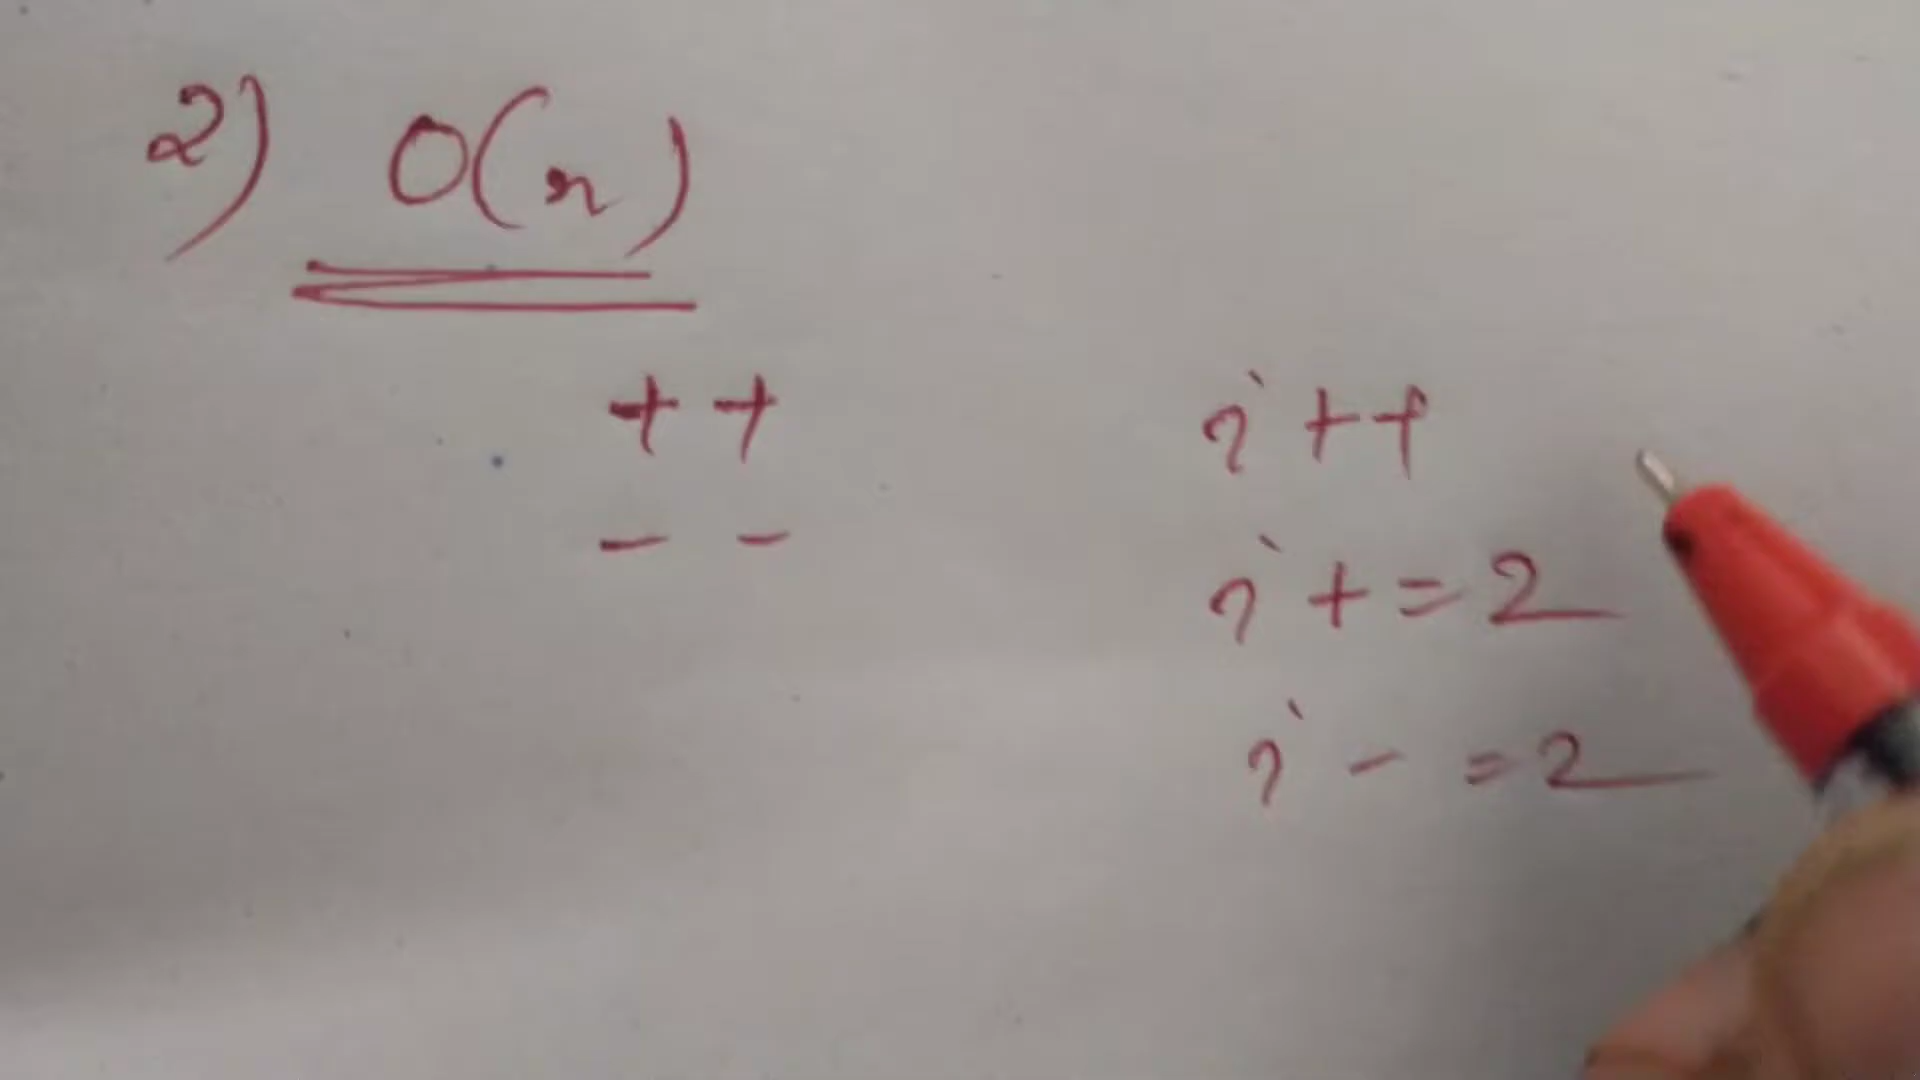 2) O(n)
++ i++
-- i+=2
i-=2